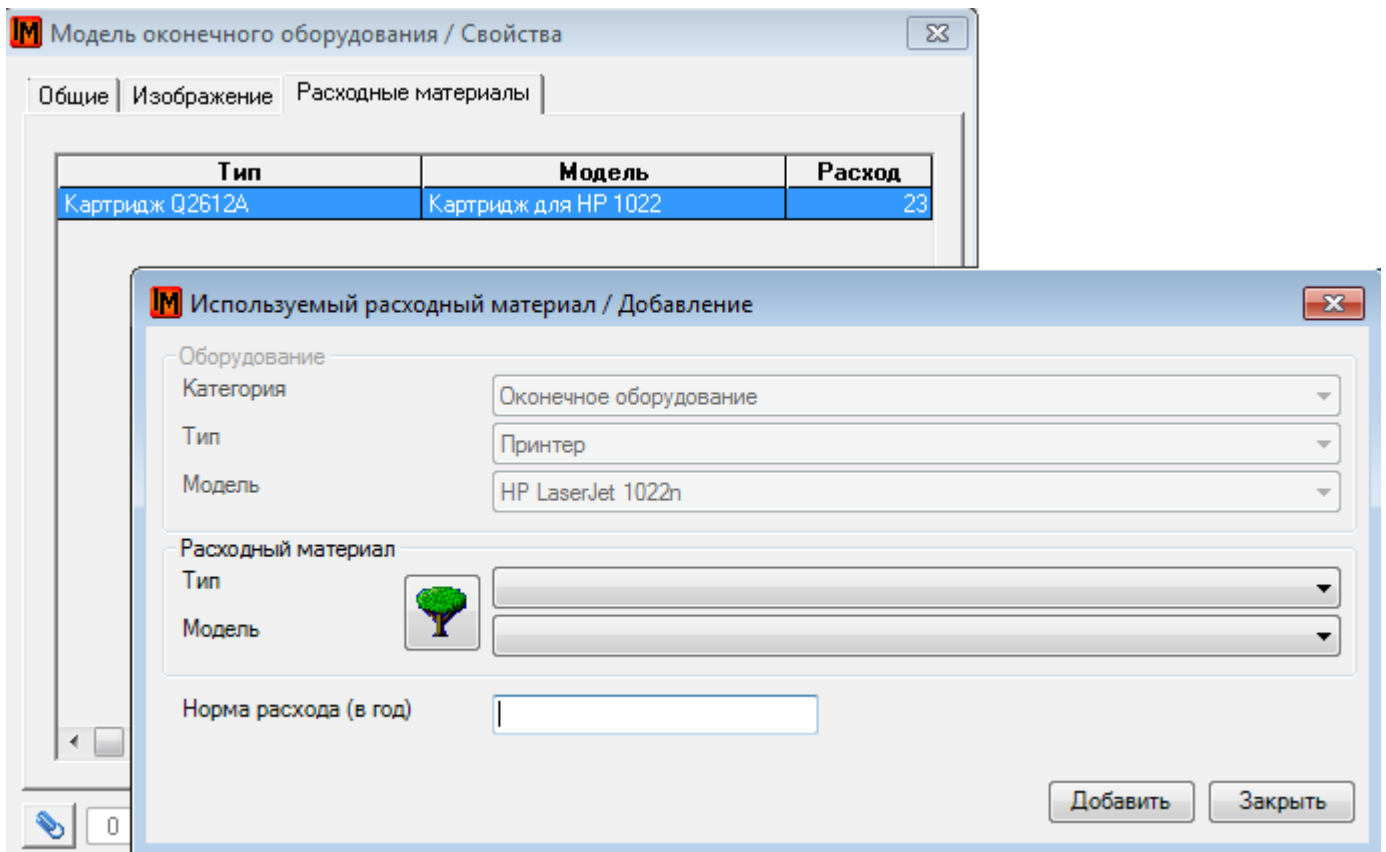 IM Модель оконечного оборудования / Свойства
Общие Изображение Расходные материалы
Тип Модель Расход
Картридж Q2612A Картридж для HP 1022 23
IM Используемый расходный материал / Добавление
Оборудование
Категория Оконечное оборудование
Тип Принтер
Модель HP LaserJet 1022n
Расходный материал
Тип
Модель
Норма расхода (в год)
Добавить Закрыть
0